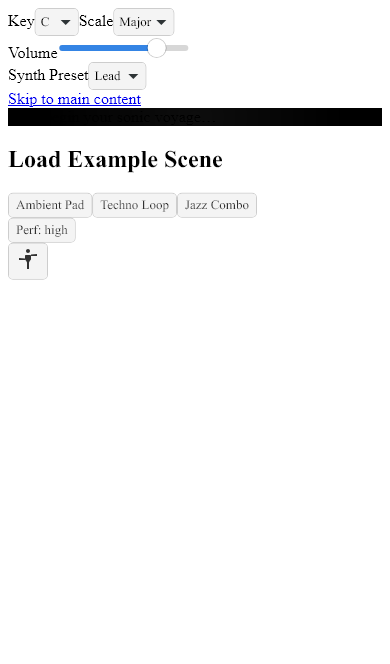 Key C Scale Major
Volume
Synth Preset Lead
Skip to main content
voyage...
Load Example Scene
Ambient Pad Techno Loop Jazz Combo
Perf: high